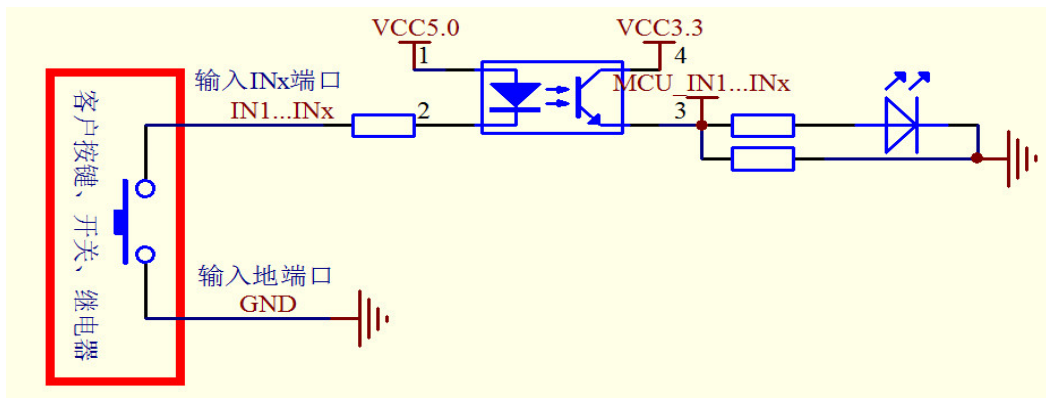 VCC5.0
VCC3.3
1
4
输入INx端口
MCU_IN1...INx
IN1...INx
2
3
客户按键、开关、继电器
输入地端口
GND